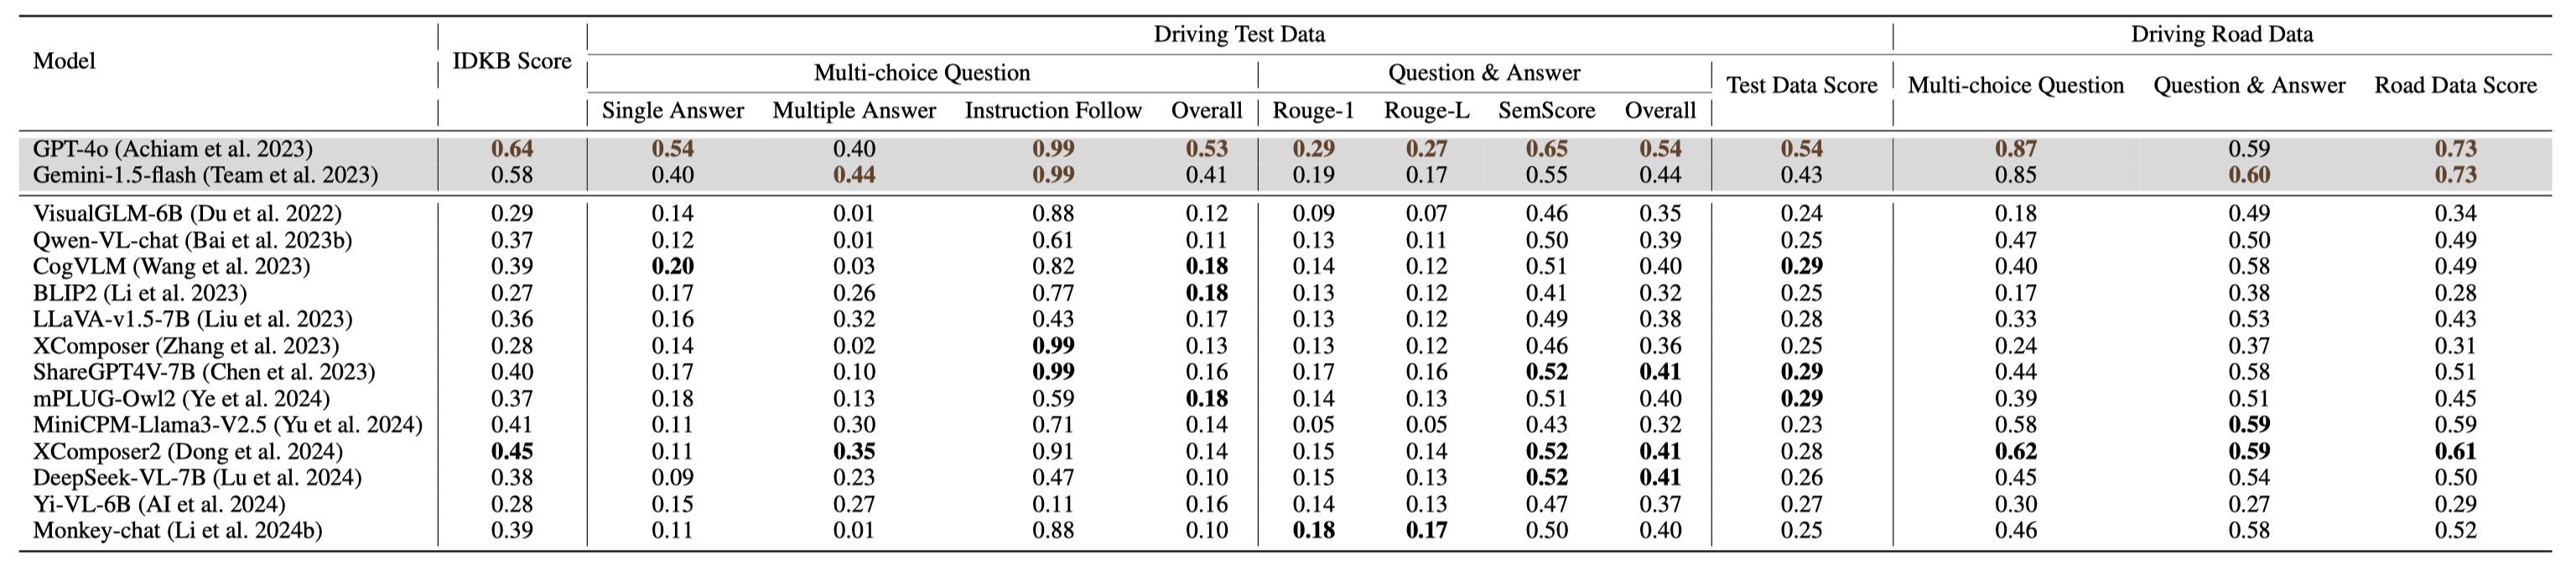 Model IDKB Score Driving Test Data Driving Road Data
Multi-choice Question Question & Answer Test Data Score Multi-choice Question Question & Answer Road Data Score
Single Answer Multiple Answer Instruction Follow Overall Rouge-1 Rouge-L SemScore Overall
GPT-4o (Achiam et al. 2023) 0.64 0.54 0.40 0.99 0.53 0.29 0.27 0.65 0.54 0.54 0.87 0.59 0.73
Gemini-1.5-flash (Team et al. 2023) 0.58 0.40 0.44 0.99 0.41 0.19 0.17 0.55 0.44 0.43 0.85 0.60 0.73
VisualGLM-6B (Du et al. 2022) 0.29 0.14 0.01 0.88 0.12 0.09 0.07 0.46 0.35 0.24 0.18 0.49 0.34
Qwen-VL-chat (Bai et al. 2023b) 0.37 0.12 0.01 0.61 0.11 0.13 0.11 0.50 0.39 0.25 0.47 0.50 0.49
CogVLM (Wang et al. 2023) 0.39 0.20 0.03 0.82 0.18 0.14 0.12 0.51 0.40 0.29 0.40 0.58 0.49
BLIP2 (Li et al. 2023) 0.27 0.17 0.26 0.77 0.18 0.13 0.12 0.41 0.32 0.25 0.17 0.38 0.28
LLaVA-v1.5-7B (Liu et al. 2023) 0.36 0.16 0.32 0.43 0.17 0.13 0.12 0.49 0.38 0.28 0.33 0.53 0.43
XComposer (Zhang et al. 2023) 0.28 0.14 0.02 0.99 0.13 0.13 0.12 0.46 0.36 0.25 0.24 0.37 0.31
ShareGPT4V-7B (Chen et al. 2023) 0.40 0.17 0.10 0.99 0.16 0.17 0.16 0.52 0.41 0.29 0.44 0.58 0.51
mPLUG-Owl2 (Ye et al. 2024) 0.37 0.18 0.13 0.59 0.18 0.14 0.13 0.51 0.40 0.29 0.39 0.51 0.45
MiniCPM-Llama3-V2.5 (Yu et al. 2024) 0.41 0.11 0.30 0.71 0.14 0.05 0.05 0.43 0.32 0.23 0.58 0.59 0.59
XComposer2 (Dong et al. 2024) 0.45 0.11 0.35 0.91 0.14 0.15 0.14 0.52 0.41 0.28 0.62 0.59 0.61
DeepSeek-VL-7B (Lu et al. 2024) 0.38 0.09 0.23 0.47 0.10 0.15 0.13 0.52 0.41 0.26 0.45 0.54 0.50
Yi-VL-6B (AI et al. 2024) 0.28 0.15 0.27 0.11 0.16 0.14 0.13 0.47 0.37 0.27 0.30 0.27 0.29
Monkey-chat (Li et al. 2024b) 0.39 0.11 0.01 0.88 0.10 0.18 0.17 0.50 0.40 0.25 0.46 0.58 0.52